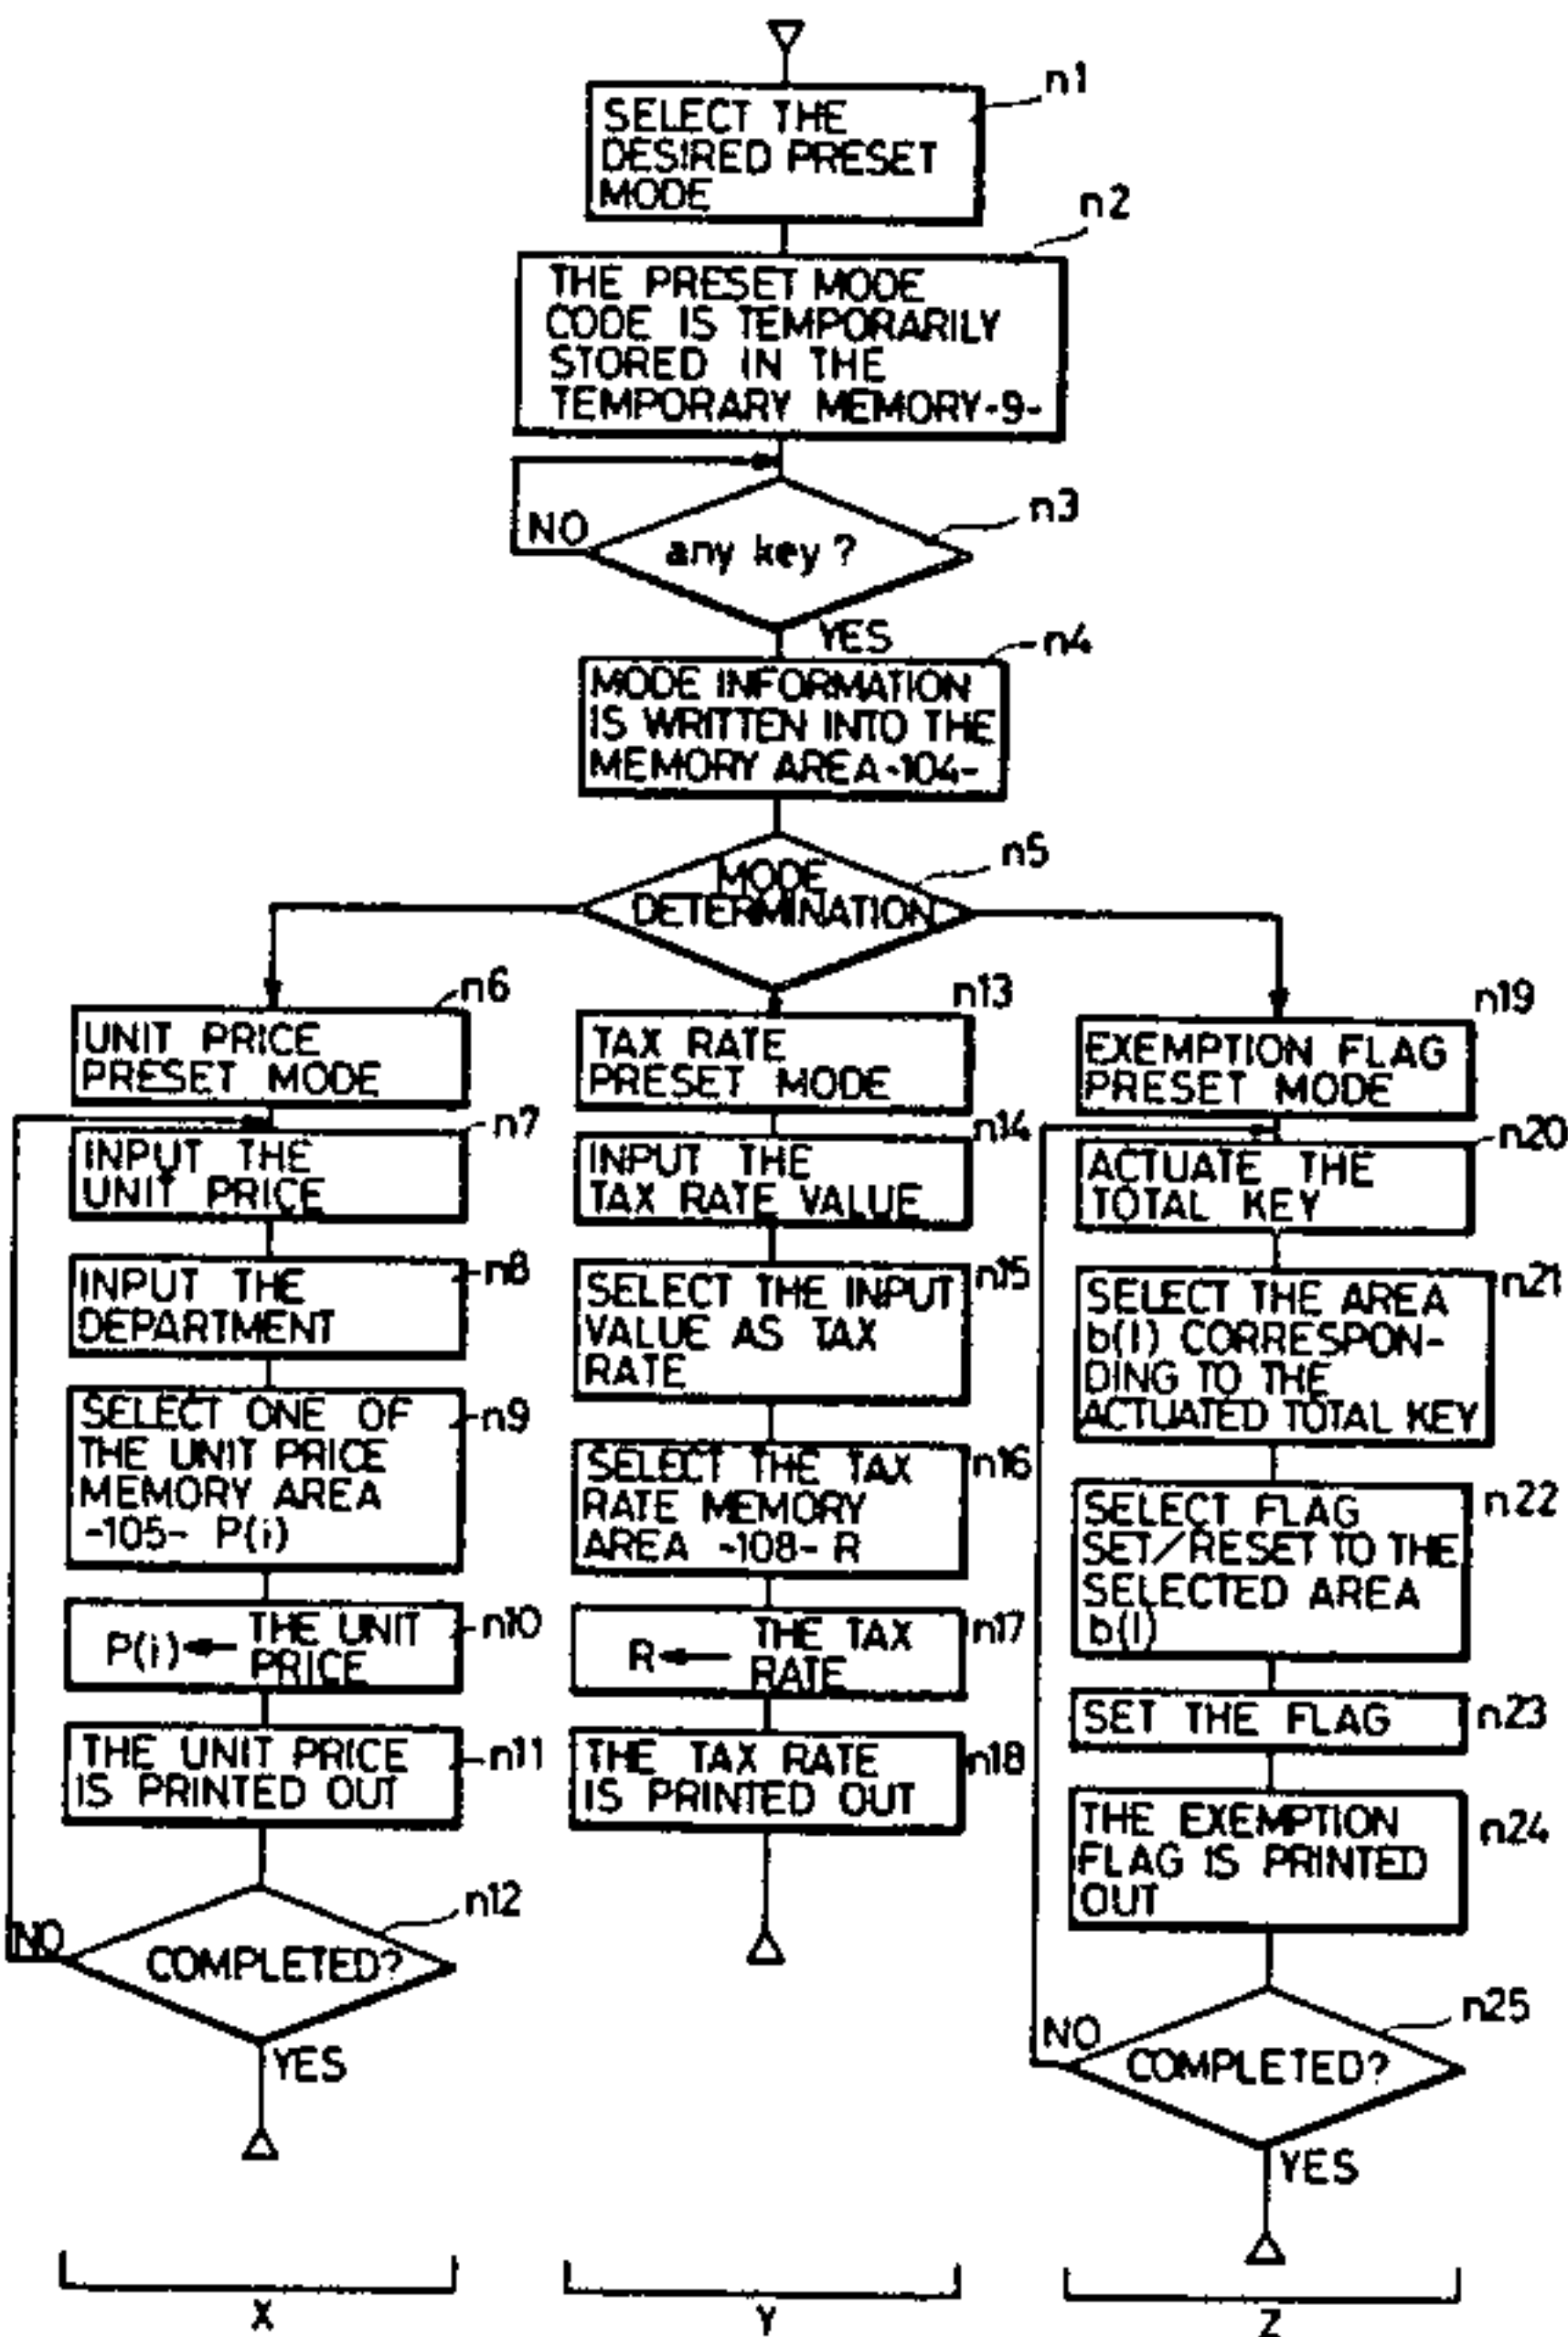 n1
SELECT THE
DESIRED PRESET
MODE
n2
THE PRESET MODE
CODE IS TEMPORARILY
STORED IN THE
TEMPORARY MEMORY-9-
n3
NO
any key?
YES
n4
MODE INFORMATION
IS WRITTEN INTO THE
MEMORY AREA-104-
n5
MODE
DETERMINATION
n6
UNIT PRICE
PRESET MODE
n7
INPUT THE
UNIT PRICE
n8
INPUT THE
DEPARTMENT
n9
SELECT ONE OF
THE UNIT PRICE
MEMORY AREA
-105- P(i)
n10
P(i) ← THE UNIT
PRICE
n11
THE UNIT PRICE
IS PRINTED OUT
n12
NO
COMPLETED?
YES
X
n13
TAX RATE
PRESET MODE
n14
INPUT THE
TAX RATE VALUE
n15
SELECT THE INPUT
VALUE AS TAX
RATE
n16
SELECT THE TAX
RATE MEMORY
AREA -108- R
n17
R ← THE TAX
RATE
n18
THE TAX RATE
IS PRINTED OUT
Y
n19
EXEMPTION FLAG
PRESET MODE
n20
ACTUATE THE
TOTAL KEY
n21
SELECT THE AREA
b(l) CORRESPON-
DING TO THE
ACTUATED TOTAL KEY
n22
SELECT FLAG
SET/RESET TO THE
SELECTED AREA
b(l)
n23
SET THE FLAG
n24
THE EXEMPTION
FLAG IS PRINTED
OUT
n25
NO
COMPLETED?
YES
Z